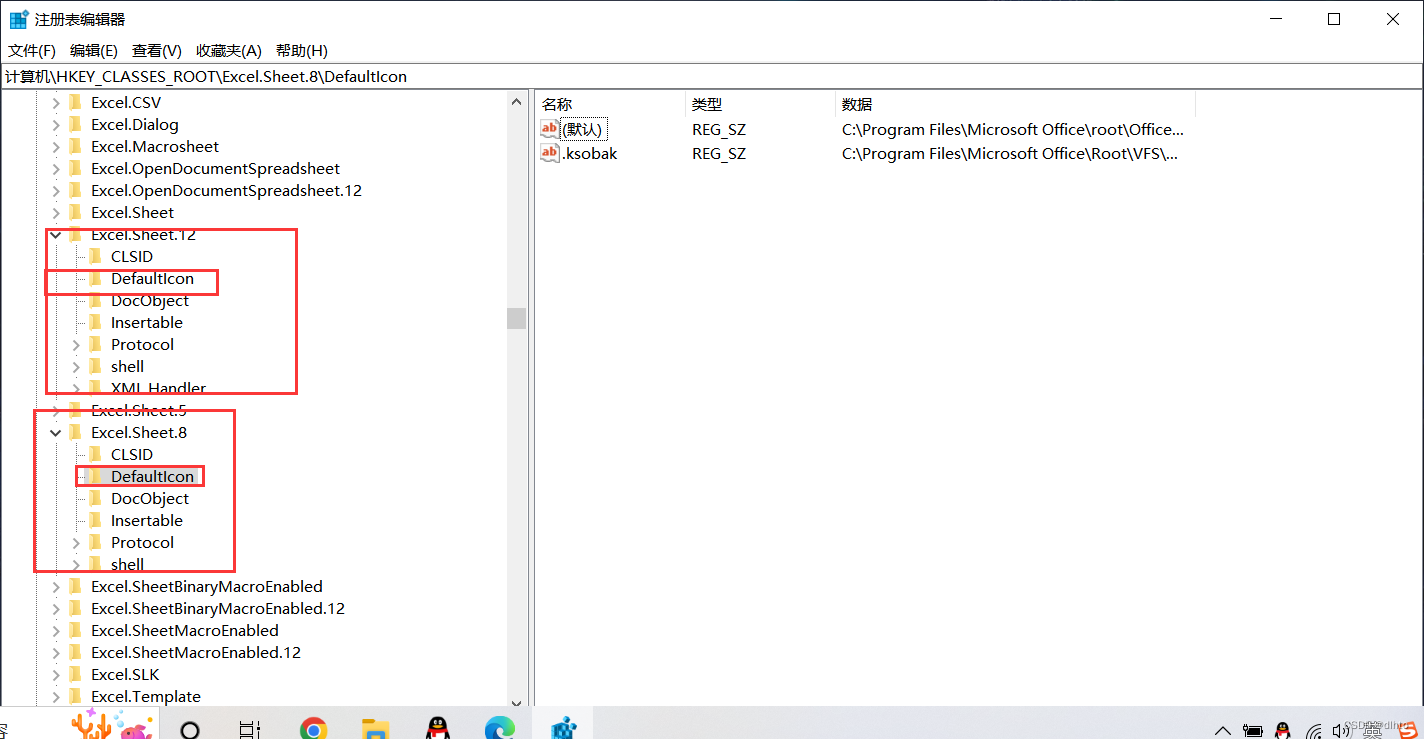 注册表编辑器
文件(F) 编辑(E) 查看(V) 收藏夹(A) 帮助(H)
计算机\HKEY_CLASSES_ROOT\Excel.Sheet.8\DefaultIcon
Excel.CSV
Excel.Dialog
Excel.Macrosheet
Excel.OpenDocumentSpreadsheet
Excel.OpenDocumentSpreadsheet.12
Excel.Sheet
Excel.Sheet.12
CLSID
DefaultIcon
DocObject
Insertable
Protocol
shell
XML Handler
Excel.Sheet.5
Excel.Sheet.8
CLSID
DefaultIcon
DocObject
Insertable
Protocol
shell
Excel.SheetBinaryMacroEnabled
Excel.SheetBinaryMacroEnabled.12
Excel.SheetMacroEnabled
Excel.SheetMacroEnabled.12
Excel.SLK
Excel.Template
名称 类型 数据
ab (默认) REG_SZ C:\Program Files\Microsoft Office\root\Office...
ab .ksobak REG_SZ C:\Program Files\Microsoft Office\Root\VFS\...
英